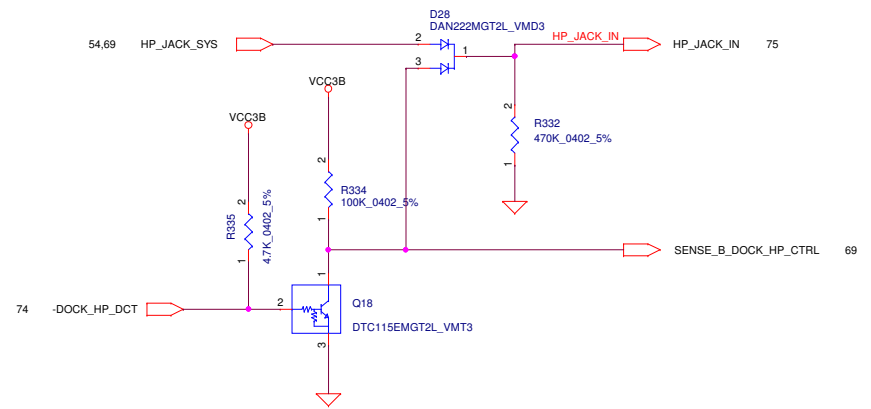 D28
DAN222MGT2L_VMD3
54,69 HP_JACK_SYS
2
1
3
HP_JACK_IN
HP_JACK_IN 75
VCC3B
VCC3B
2
R332
470K_0402_5%
1
2
R334
100K_0402_5%
1
2
R335
4.7K_0402_5%
1
SENSE_B_DOCK_HP_CTRL 69
1
74 -DOCK_HP_DCT
2
Q18
DTC115EMGT2L_VMT3
3